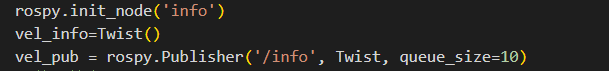 rospy.init_node('info')
vel_info=Twist()
vel_pub = rospy.Publisher('/info', Twist, queue_size=10)